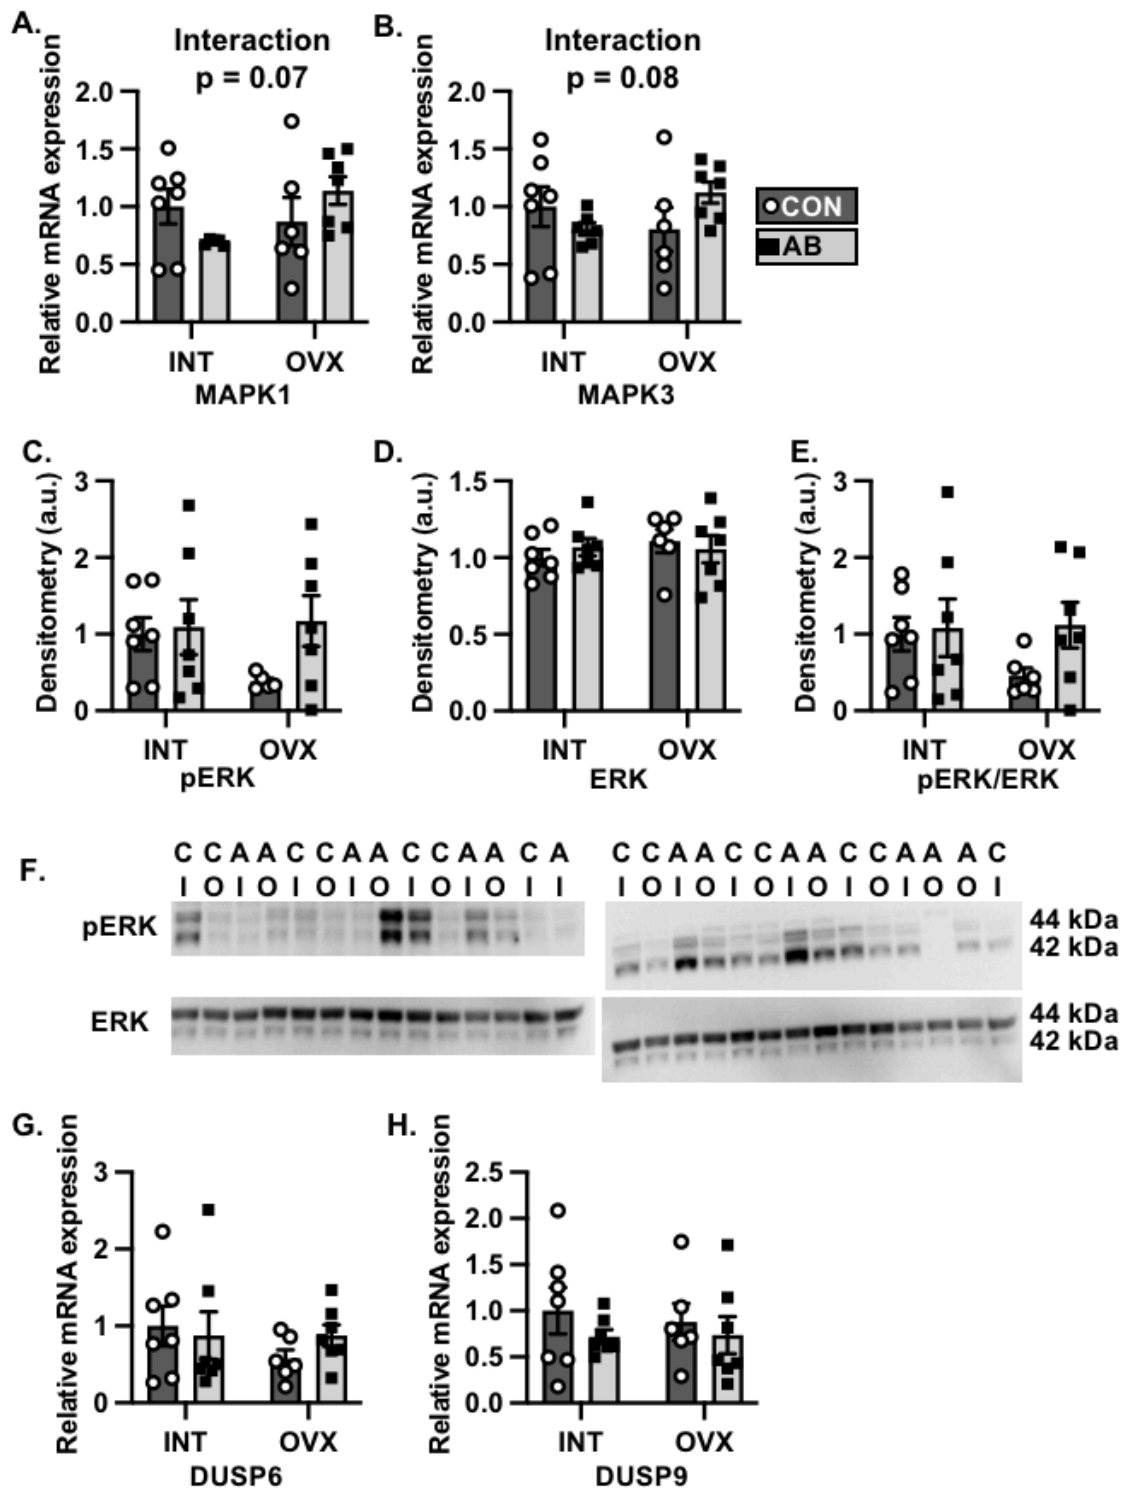 A.
Interaction
p = 0.07
Relative mRNA expression
2.0
1.5
1.0
0.5
0.0
INT OVX
MAPK1
B.
Interaction
p = 0.08
Relative mRNA expression
2.0
1.5
1.0
0.5
0.0
INT OVX
MAPK3
CON
AB
C.
Densitometry (a.u.)
3
2
1
0
INT OVX
pERK
D.
Densitometry (a.u.)
1.5
1.0
0.5
0.0
INT OVX
ERK
E.
Densitometry (a.u.)
3
2
1
0
INT OVX
pERK/ERK
F.
C C A A C C A A C C A A C A
I O I O I O I O I O I O I I
C C A A C C A A C C A A A C
I O I O I O I O I O I O O I
pERK
44 kDa
42 kDa
ERK
44 kDa
42 kDa
G.
Relative mRNA expression
3
2
1
0
INT OVX
DUSP6
H.
Relative mRNA expression
2.5
2.0
1.5
1.0
0.5
0.0
INT OVX
DUSP9